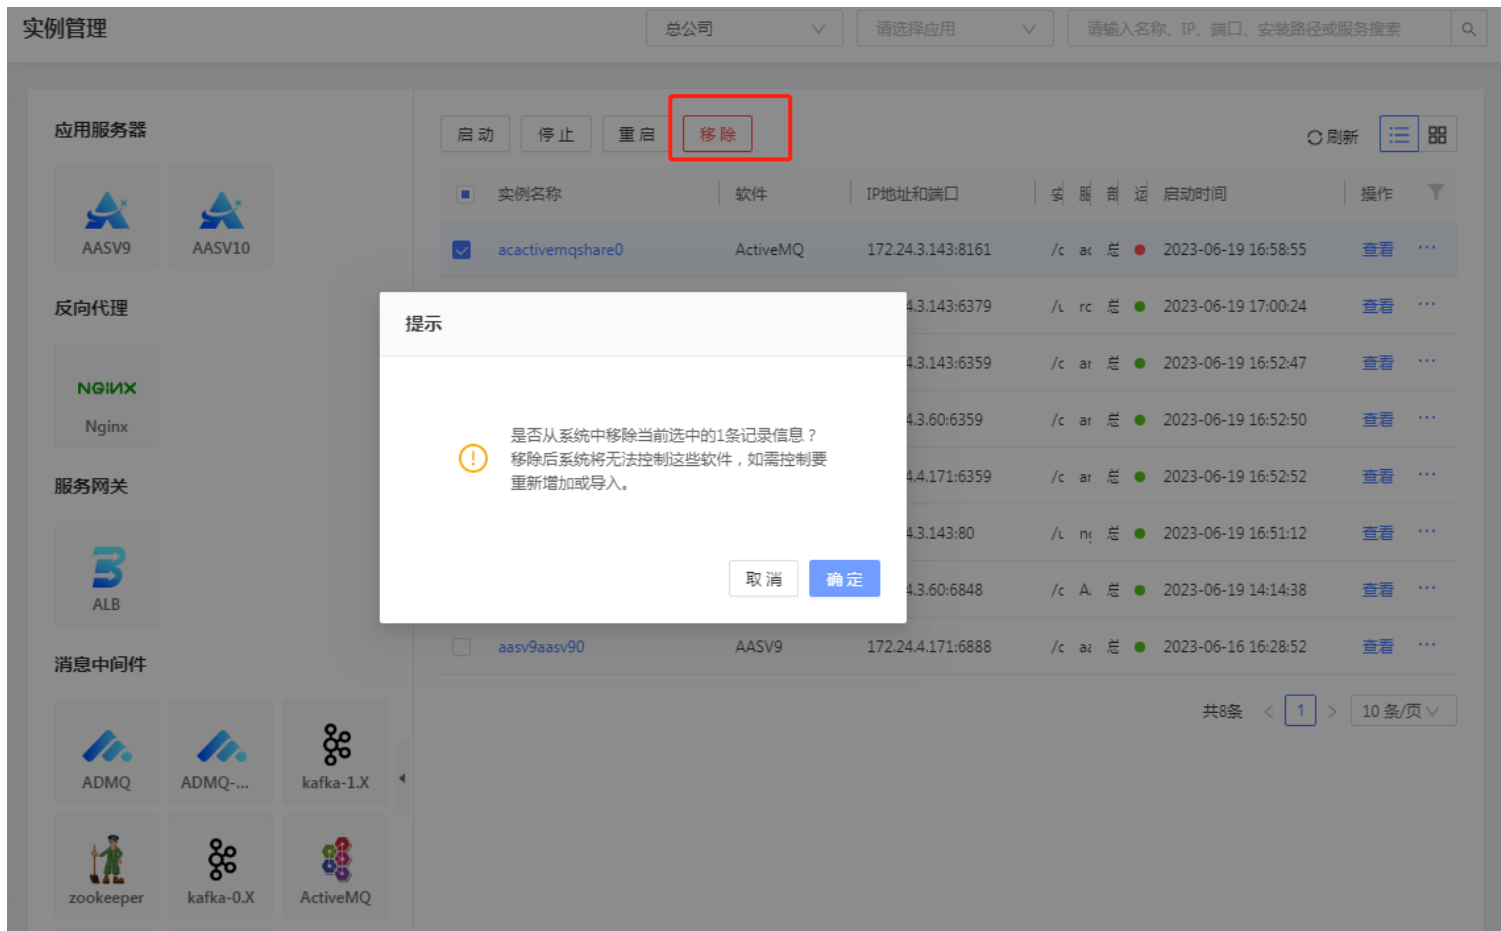 实例管理
总公司
请选择应用
请输入名称、IP、端口、安装路径或服务搜索
应用服务器
AASV9
AASV10
反向代理
NGINX
Nginx
服务网关
ALB
消息中间件
ADMQ
ADMQ-...
kafka-1.X
zookeeper
kafka-0.X
ActiveMQ
启动 停止 重启 移除
刷新
实例名称 软件 IP地址和端口 启动时间 操作
acactivemqshare0 ActiveMQ 172.24.3.143:8161 /c ac 总 2023-06-19 16:58:55 查看 ...
4.3.143:6379 /u rc 总 2023-06-19 17:00:24 查看 ...
4.3.143:6359 /c ar 总 2023-06-19 16:52:47 查看 ...
4.3.60:6359 /c ar 总 2023-06-19 16:52:50 查看 ...
4.4.171:6359 /c ar 总 2023-06-19 16:52:52 查看 ...
4.3.143:80 /u 总 2023-06-19 16:51:12 查看 ...
4.3.60:6848 /c A. 总 2023-06-19 14:14:38 查看 ...
aasv9aasv90 AASV9 172.24.4.171:6888 /c 总 2023-06-16 16:28:52 查看 ...
共8条 < 1 > 10 条/页
提示
是否从系统中移除当前选中的1条记录信息？
移除后系统将无法控制这些软件，如需控制要
重新增加或导入。
取消 确定